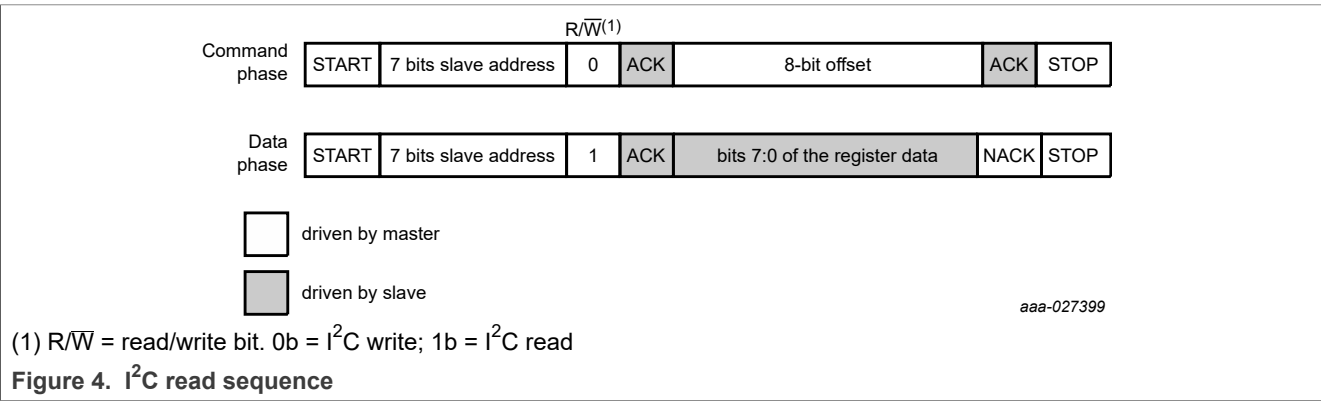 R/W̅(1)
Command phase START 7 bits slave address 0 ACK 8-bit offset ACK STOP
Data phase START 7 bits slave address 1 ACK bits 7:0 of the register data NACK STOP
driven by master
driven by slave
aaa-027399
(1) R/W̅ = read/write bit. 0b = I²C write; 1b = I²C read
Figure 4. I²C read sequence